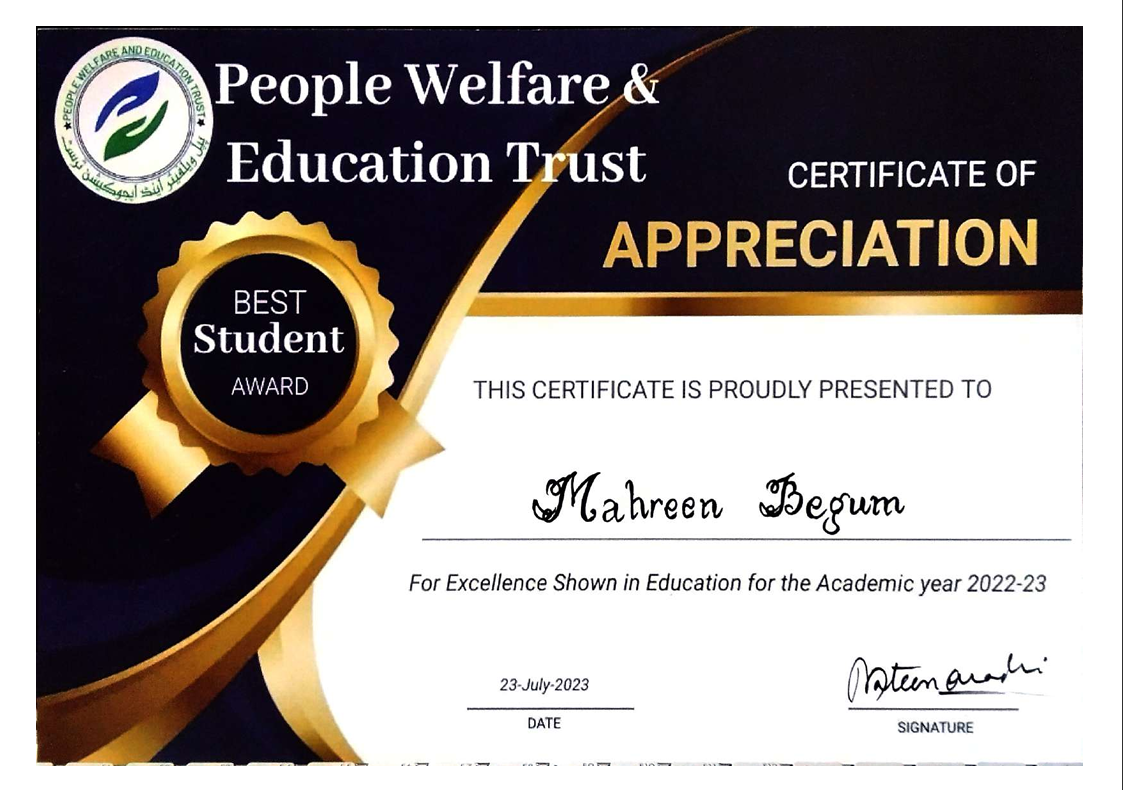 PEOPLE WELFARE AND EDUCATION TRUST
پیپل ویلفیئر اینڈ ایجوکیشن ٹرسٹ
People Welfare &
Education Trust
CERTIFICATE OF
APPRECIATION
BEST
Student
AWARD
THIS CERTIFICATE IS PROUDLY PRESENTED TO
Mahreen Begum
For Excellence Shown in Education for the Academic year 2022-23
23-July-2023
DATE
SIGNATURE